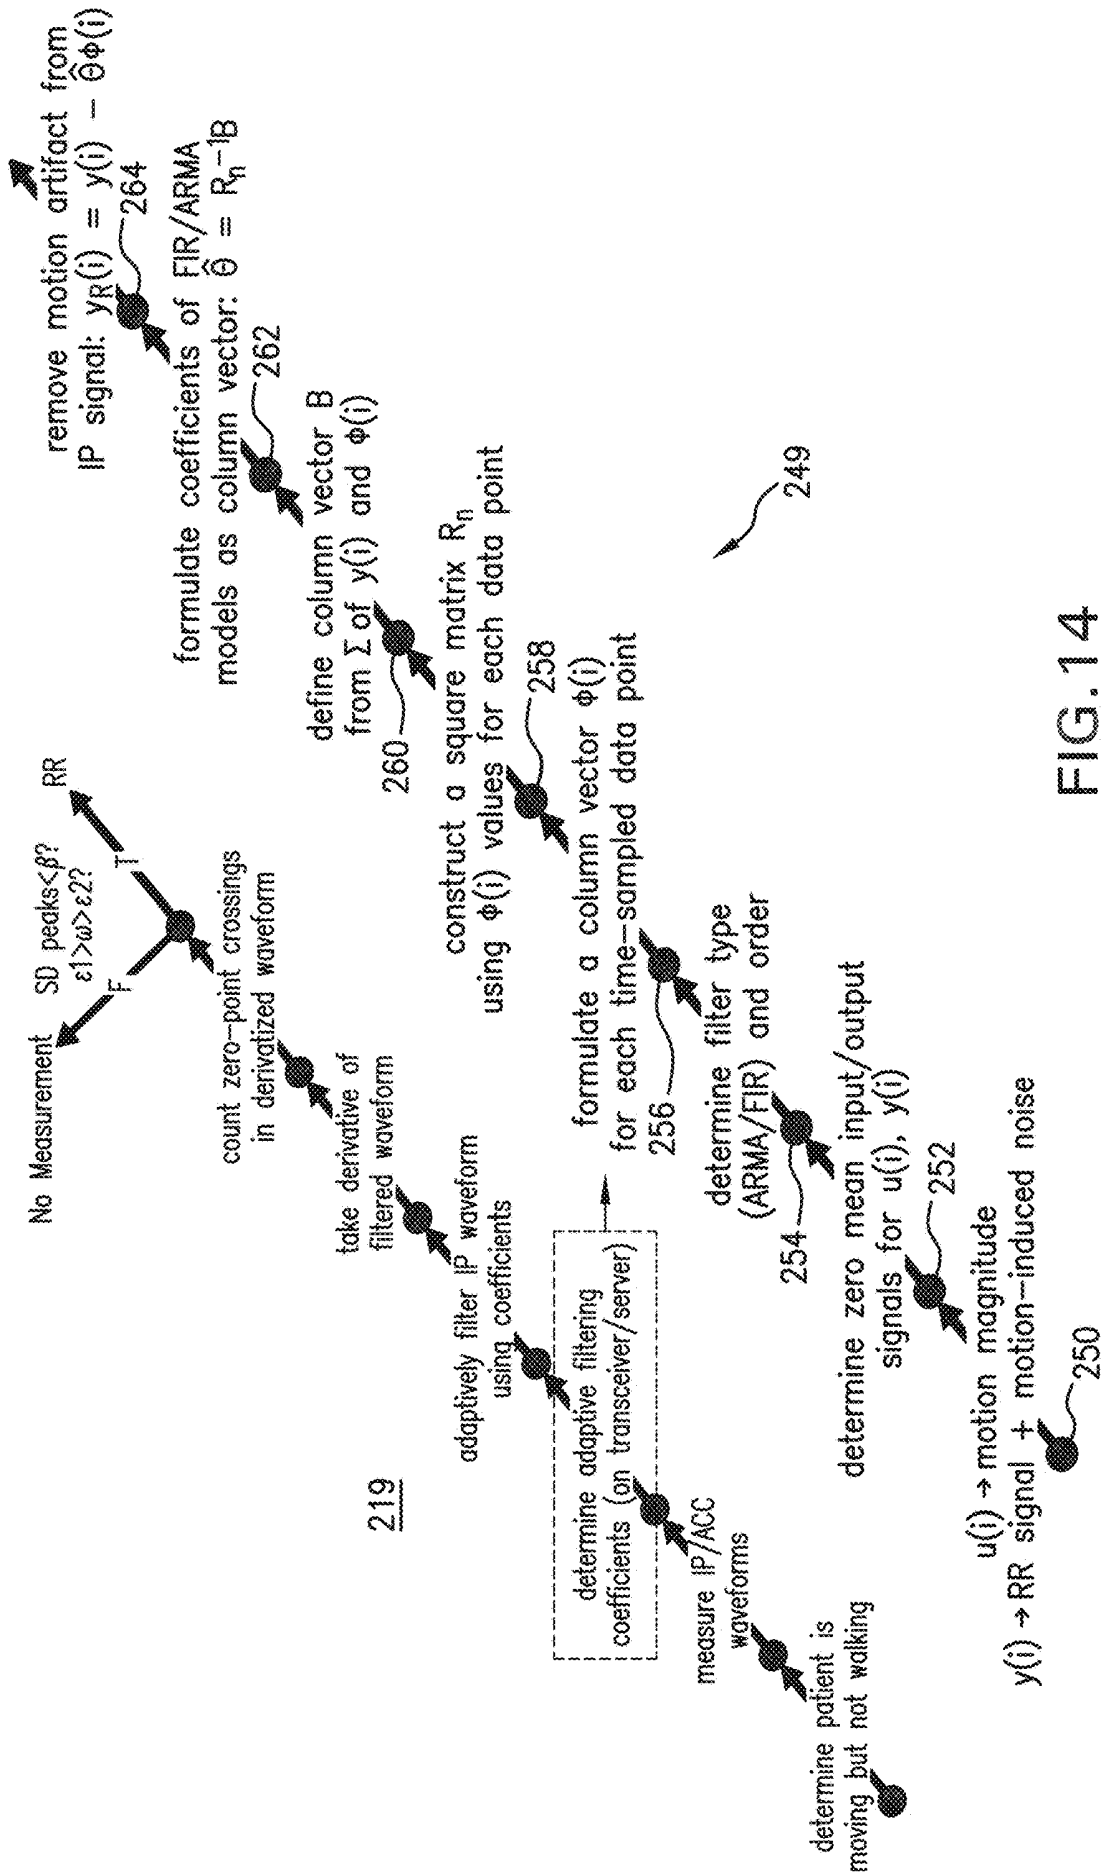 219
determine patient is
moving but not walking
measure IP/ACC
waveforms
determine adaptive filtering
coefficients (on transceiver/server)
adaptively filter IP waveform
using coefficients
take derivative of
filtered waveform
count zero-point crossings
in derivatized waveform
F
T
No Measurement
SD peaks<β?
ε1>ω>ε2?
RR
249
u(i) → motion magnitude
y(i) → RR signal + motion-induced noise
250
determine zero mean input/output
signals for u(i), y(i)
252
determine filter type
(ARMA/FIR) and order
254
formulate a column vector Φ(i)
for each time-sampled data point
256
construct a square matrix Rn
using Φ(i) values for each data point
258
define column vector B
from Σ of y(i) and Φ(i)
260
formulate coefficients of FIR/ARMA
models as column vector: Θ̂ = Rn⁻¹B
262
remove motion artifact from
IP signal: yR(i) = y(i) - Θ̂Φ(i)
264
FIG.14